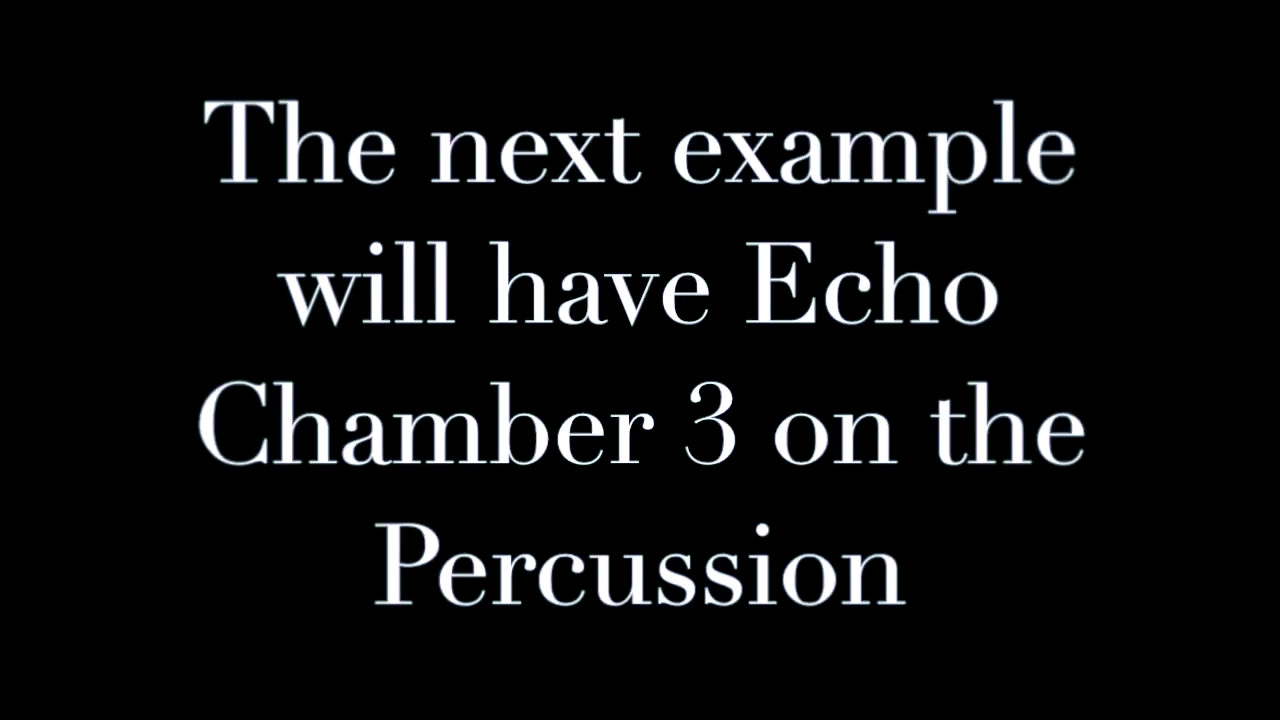 The next example
will have Echo
Chamber 3 on the
Percussion